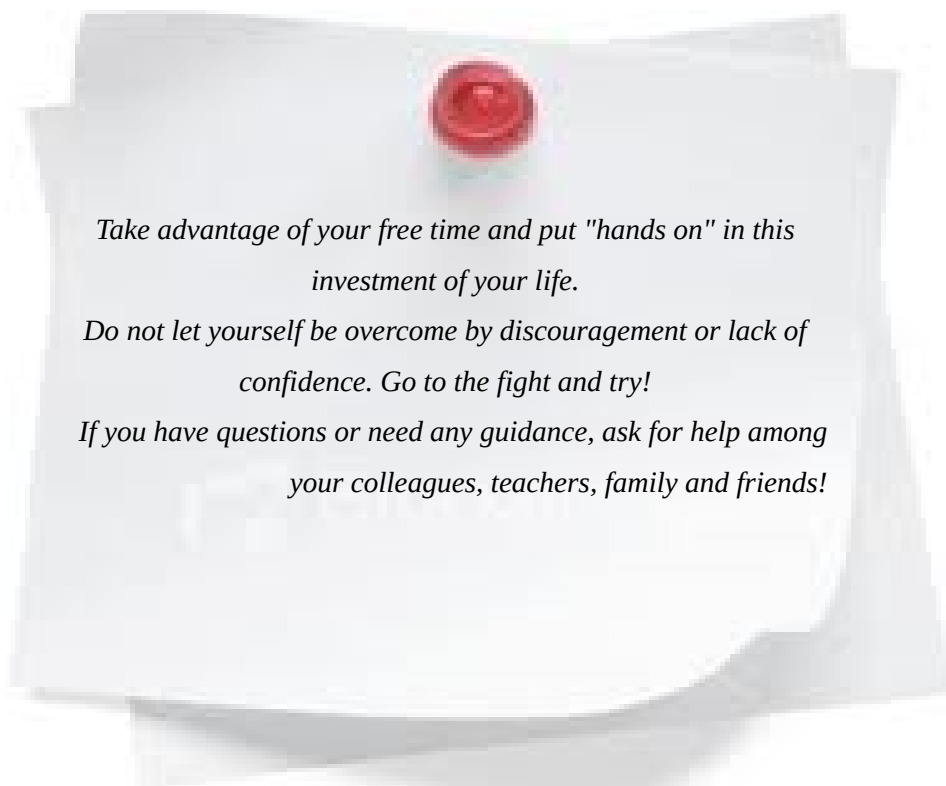 Take advantage of your free time and put "hands on" in this
investment of your life.
Do not let yourself be overcome by discouragement or lack of
confidence. Go to the fight and try!
If you have questions or need any guidance, ask for help among
your colleagues, teachers, family and friends!